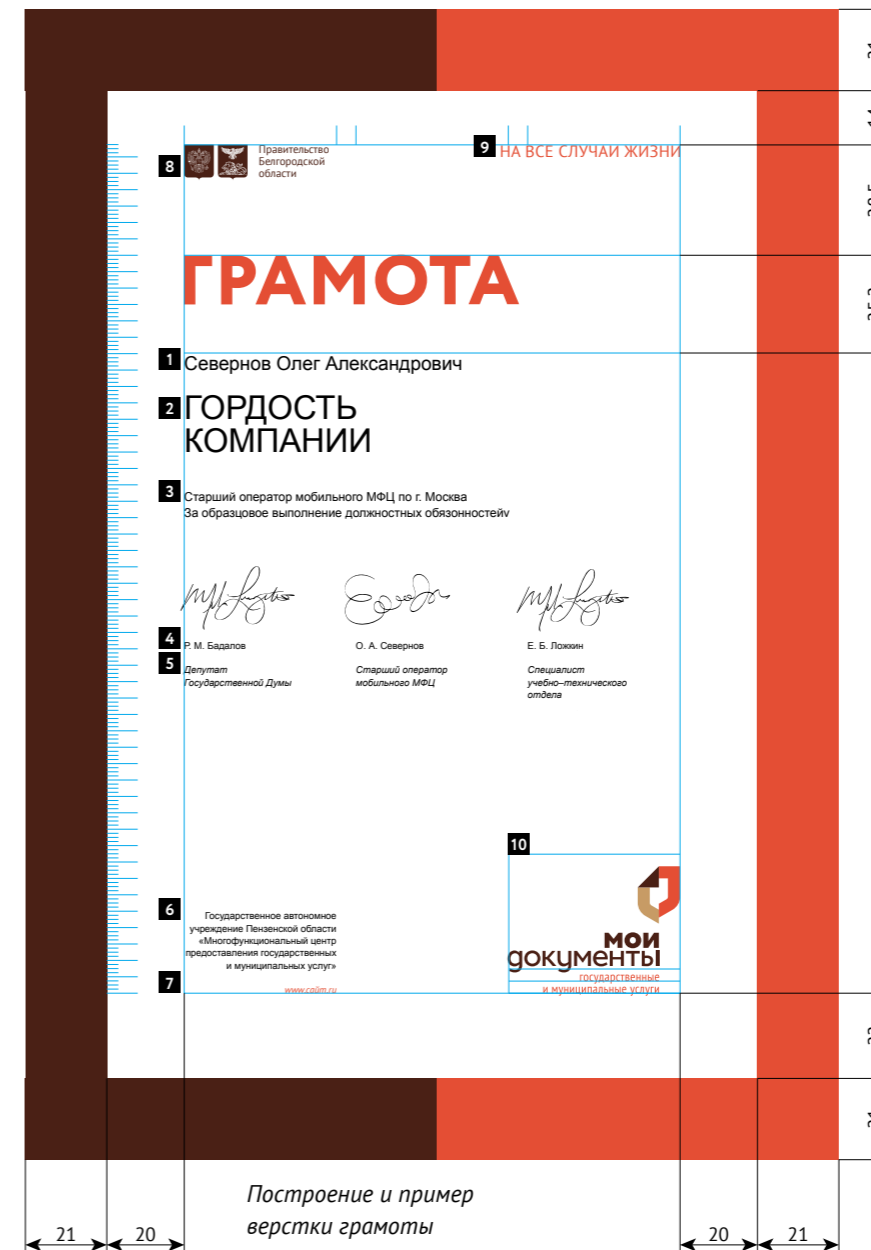 8
Правительство
Белгородской
области
9
НА ВСЕ СЛУЧАИ ЖИЗНИ
ГРАМОТА
1
Севернов Олег Александрович
2
ГОРДОСТЬ
КОМПАНИИ
3
Старший оператор мобильного МФЦ по г. Москва
За образцовое выполнение должностных обязонностейv
4
Р. М. Бадалов
О. А. Севернов
Е. Б. Ложкин
5
Депутат
Государственной Думы
Старший оператор
мобильного МФЦ
Специалист
учебно–технического
отдела
10
6
Государственное автономное
учреждение Пензенской области
«Многофункциональный центр
предоставления государственных
и муниципальных услуг»
7
мои
документы
государственные
и муниципальные услуги
21
20
Построение и пример
верстки грамоты
20
21